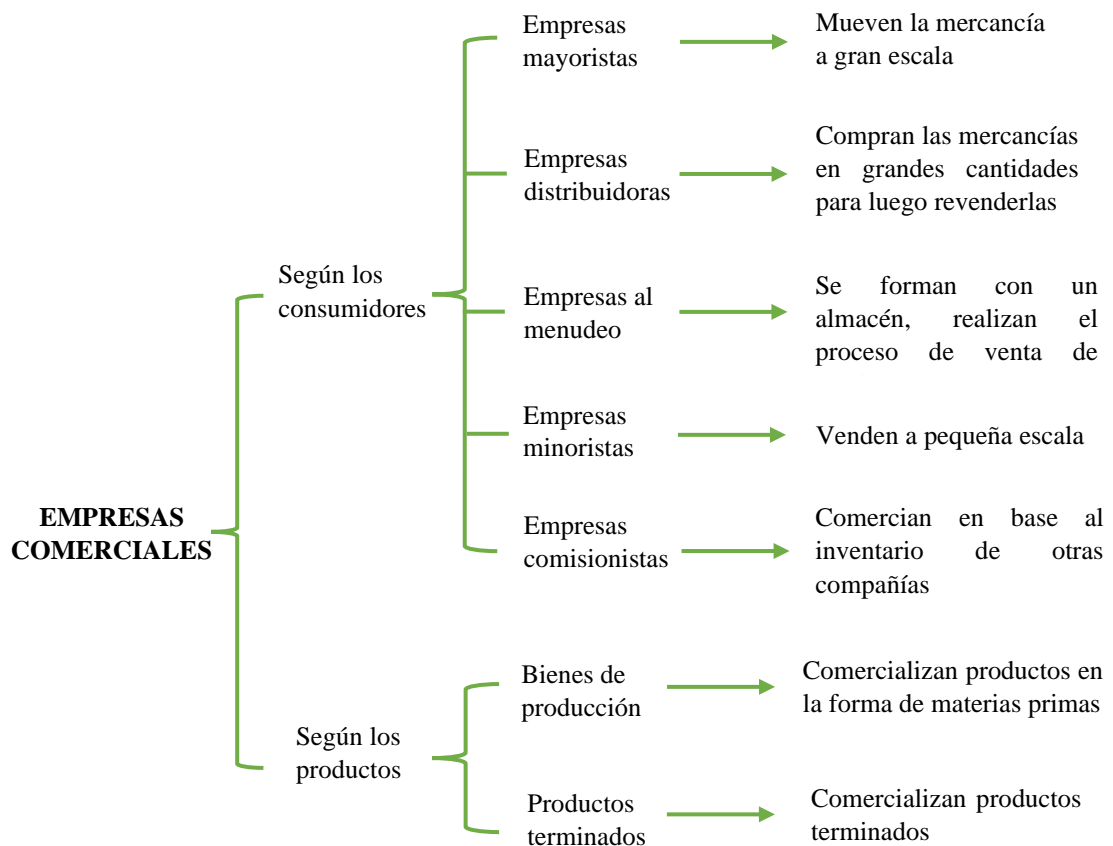 EMPRESAS
COMERCIALES
Según los
consumidores
Empresas
mayoristas
Mueven la mercancía
a gran escala
Empresas
distribuidoras
Compran las mercancías
en grandes cantidades
para luego revenderlas
Empresas al
menudeo
Se forman con un
almacén, realizan el
proceso de venta de
Empresas
minoristas
Venden a pequeña escala
Empresas
comisionistas
Comercian en base al
inventario de otras
compañías
Según los
productos
Bienes de
producción
Comercializan productos en
la forma de materias primas
Productos
terminados
Comercializan productos
terminados